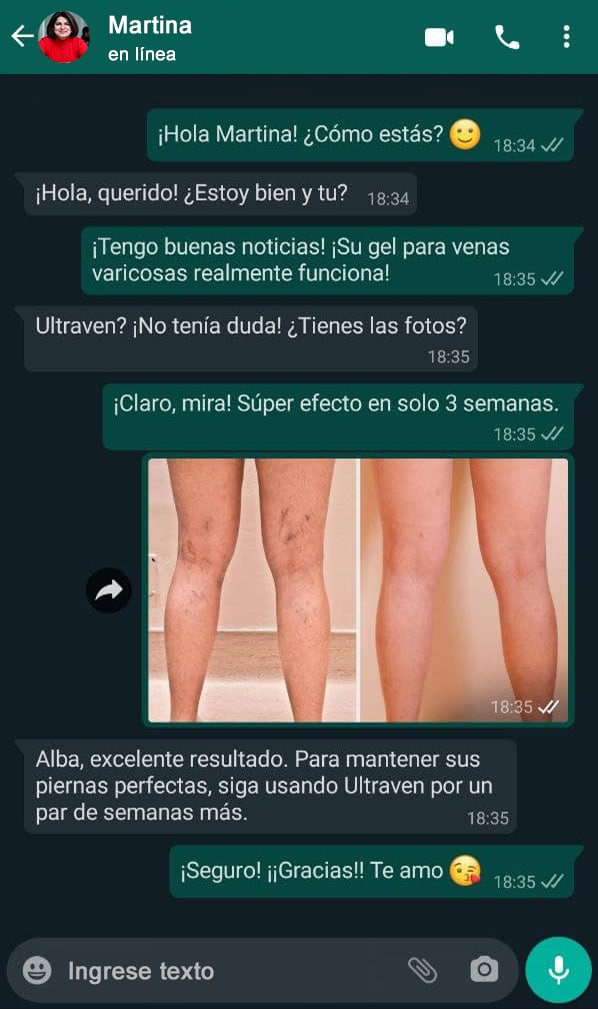 Martina
en línea
¡Hola Martina! ¿Cómo estás? 🙂 18:34
¡Hola, querido! ¿Estoy bien y tu? 18:34
¡Tengo buenas noticias! ¡Su gel para venas
varicosas realmente funciona! 18:35
Ultraven? ¡No tenía duda! ¿Tienes las fotos?
18:35
¡Claro, mira! Súper efecto en solo 3 semanas.
18:35
18:35
Alba, excelente resultado. Para mantener sus
piernas perfectas, siga usando Ultraven por un
par de semanas más. 18:35
¡Seguro! ¡¡Gracias!! Te amo 😘 18:35
Ingrese texto